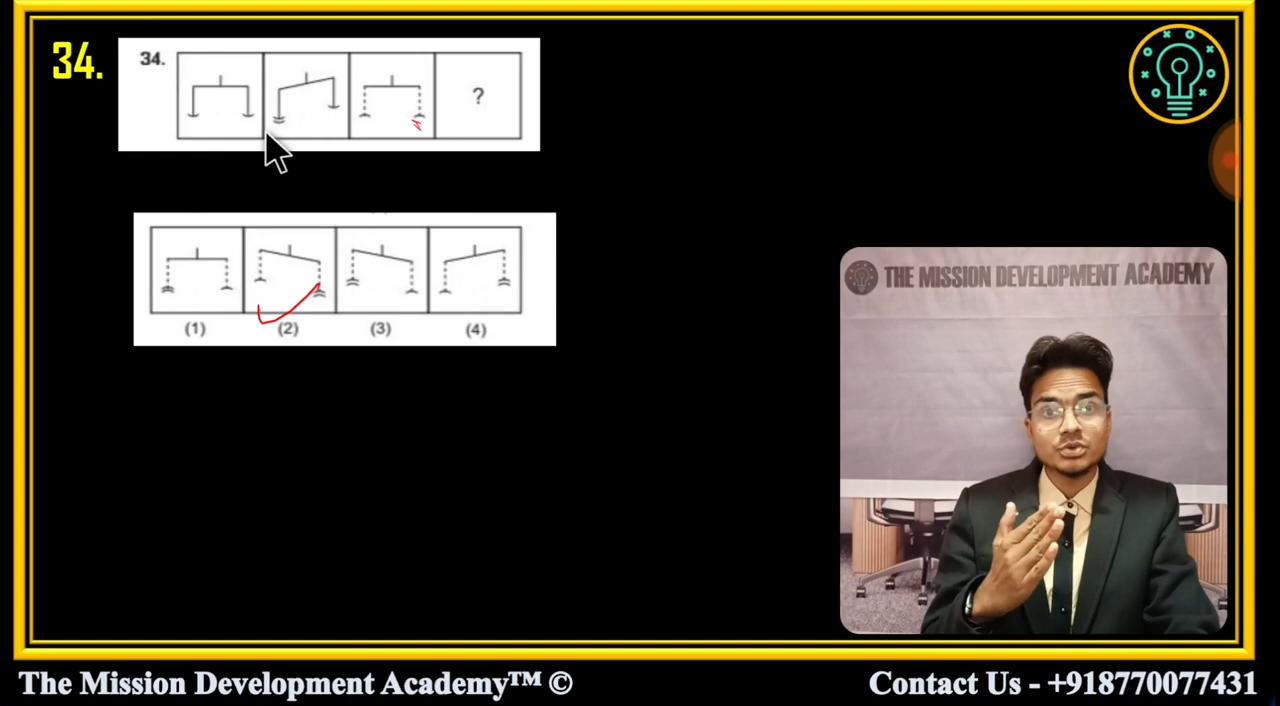 34.
34.
?
(1) (2) (3) (4)
THE MISSION DEVELOPMENT ACADEMY
The Mission Development Academy™ © Contact Us - +918770077431